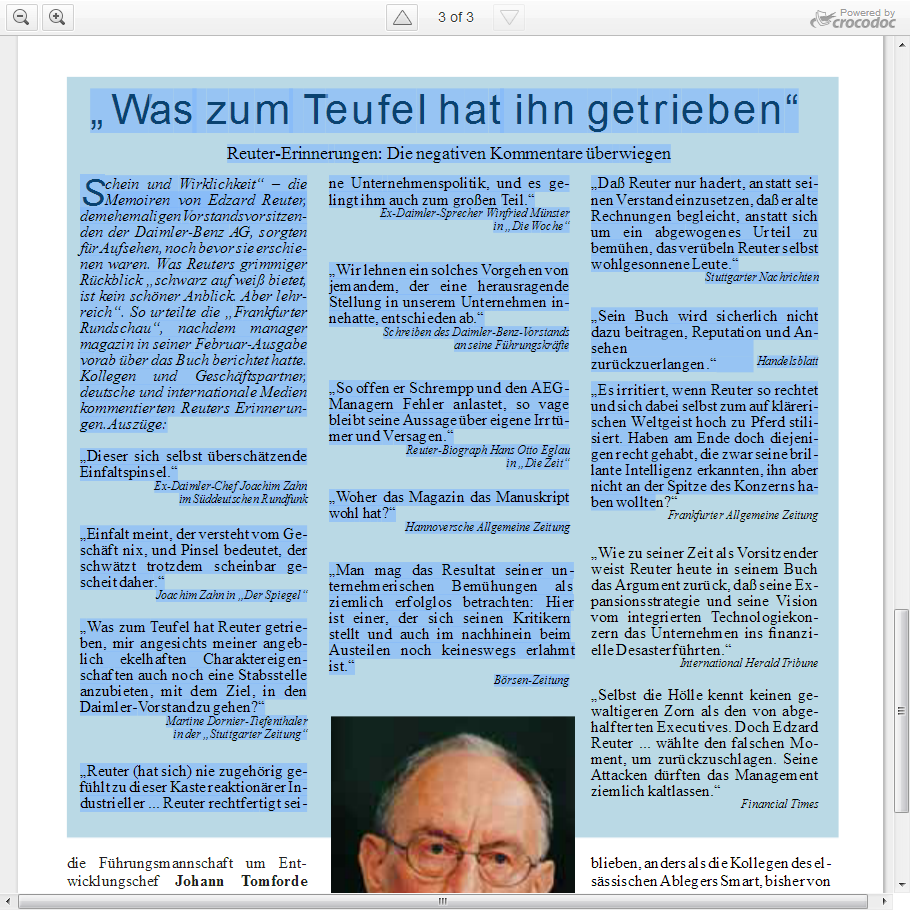 3 of 3
Powered by
crocodoc
„Was zum Teufel hat ihn getrieben“
Reuter-Erinnerungen: Die negativen Kommentare überwiegen
Schein und Wirklichkeit“ – die
Memoiren von Edzard Reuter,
dem ehemaligen Vorstandsvorsitzen-
den der Daimler-Benz AG, sorgten
für Aufsehen, noch bevor sie erschie-
nen waren. Was Reuters grimmiger
Rückblick „schwarz auf weiß bietet,
ist kein schöner Anblick. Aber lehr-
reich“. So urteilte die „Frankfurter
Rundschau“, nachdem manager
magazin in seiner Februar-Ausgabe
vorab über das Buch berichtet hatte.
Kollegen und Geschäftspartner,
deutsche und internationale Medien
kommentierten Reuters Erinnerun-
gen. Auszüge:
„Dieser sich selbst überschätzende
Einfaltspinsel.“
Ex-Daimler-Chef Joachim Zahn
im Süddeutschen Rundfunk
„Einfalt meint, der versteht vom Ge-
schäft nix, und Pinsel bedeutet, der
schwätzt trotzdem scheinbar ge-
scheit daher.“
Joachim Zahn in „Der Spiegel“
„Was zum Teufel hat Reuter getrie-
ben, mir angesichts meiner angeb-
lich ekelhaften Charaktereigen-
schaften auch noch eine Stabsstelle
anzubieten, mit dem Ziel, in den
Daimler-Vorstand zu gehen?“
Martine Dornier-Tiefenthaler
in der „Stuttgarter Zeitung“
„Reuter (hat sich) nie zugehörig ge-
fühlt zu dieser Kaste reaktionärer In-
dustrieller ... Reuter rechtfertigt sei-
ne Unternehmenspolitik, und es ge-
lingt ihm auch zum großen Teil.“
Ex-Daimler-Sprecher Winfried Münster
in „Die Woche“
„Wir lehnen ein solches Vorgehen von
jemandem, der eine herausragende
Stellung in unserem Unternehmen in-
nehatte, entschieden ab.“
Schreiben des Daimler-Benz-Vorstands
an seine Führungskräfte
„So offen er Schrempp und den AEG-
Managern Fehler anlastet, so vage
bleibt seine Aussage über eigene Irrtü-
mer und Versagen.“
Reuter-Biograph Hans Otto Eglau
in „Die Zeit“
„Woher das Magazin das Manuskript
wohl hat?“
Hannoversche Allgemeine Zeitung
„Man mag das Resultat seiner un-
ternehmerischen Bemühungen als
ziemlich erfolglos betrachten: Hier
ist einer, der sich seinen Kritikern
stellt und auch im nachhinein beim
Austeilen noch keineswegs erlahmt
ist.“
Börsen-Zeitung
„Daß Reuter nur hadert, anstatt sei-
nen Verstand einzusetzen, daß er alte
Rechnungen begleicht, anstatt sich
um ein abgewogenes Urteil zu
bemühen, das verübeln Reuter selbst
wohlgesonnene Leute.“
Stuttgarter Nachrichten
„Sein Buch wird sicherlich nicht
dazu beitragen, Reputation und An-
sehen
zurückzuerlangen.“
Handelsblatt
„Es irritiert, wenn Reuter so rechtet
und sich dabei selbst zum aufkläreri-
schen Weltgeist hoch zu Pferd stili-
siert. Haben am Ende doch diejeni-
gen recht gehabt, die zwar seine bril-
lante Intelligenz erkannten, ihn aber
nicht an der Spitze des Konzerns ha-
ben wollten?“
Frankfurter Allgemeine Zeitung
„Wie zu seiner Zeit als Vorsitzender
weist Reuter heute in seinem Buch
das Argument zurück, daß seine Ex-
pansionsstrategie und seine Vision
vom integrierten Technologiekon-
zern das Unternehmen ins finanzi-
elle Desaster führten.“
International Herald Tribune
„Selbst die Hölle kennt keinen ge-
waltigeren Zorn als den von abge-
halfterten Executives. Doch Edzard
Reuter ... wählte den falschen Mo-
ment, um zurückzuschlagen. Seine
Attacken dürften das Management
ziemlich kaltlassen.“
Financial Times
die Führungsmannschaft um Ent-
wicklungschef Johann Tomforde
blieben, anders als die Kollegen des el-
sässischen Ablegers Smart, bisher von